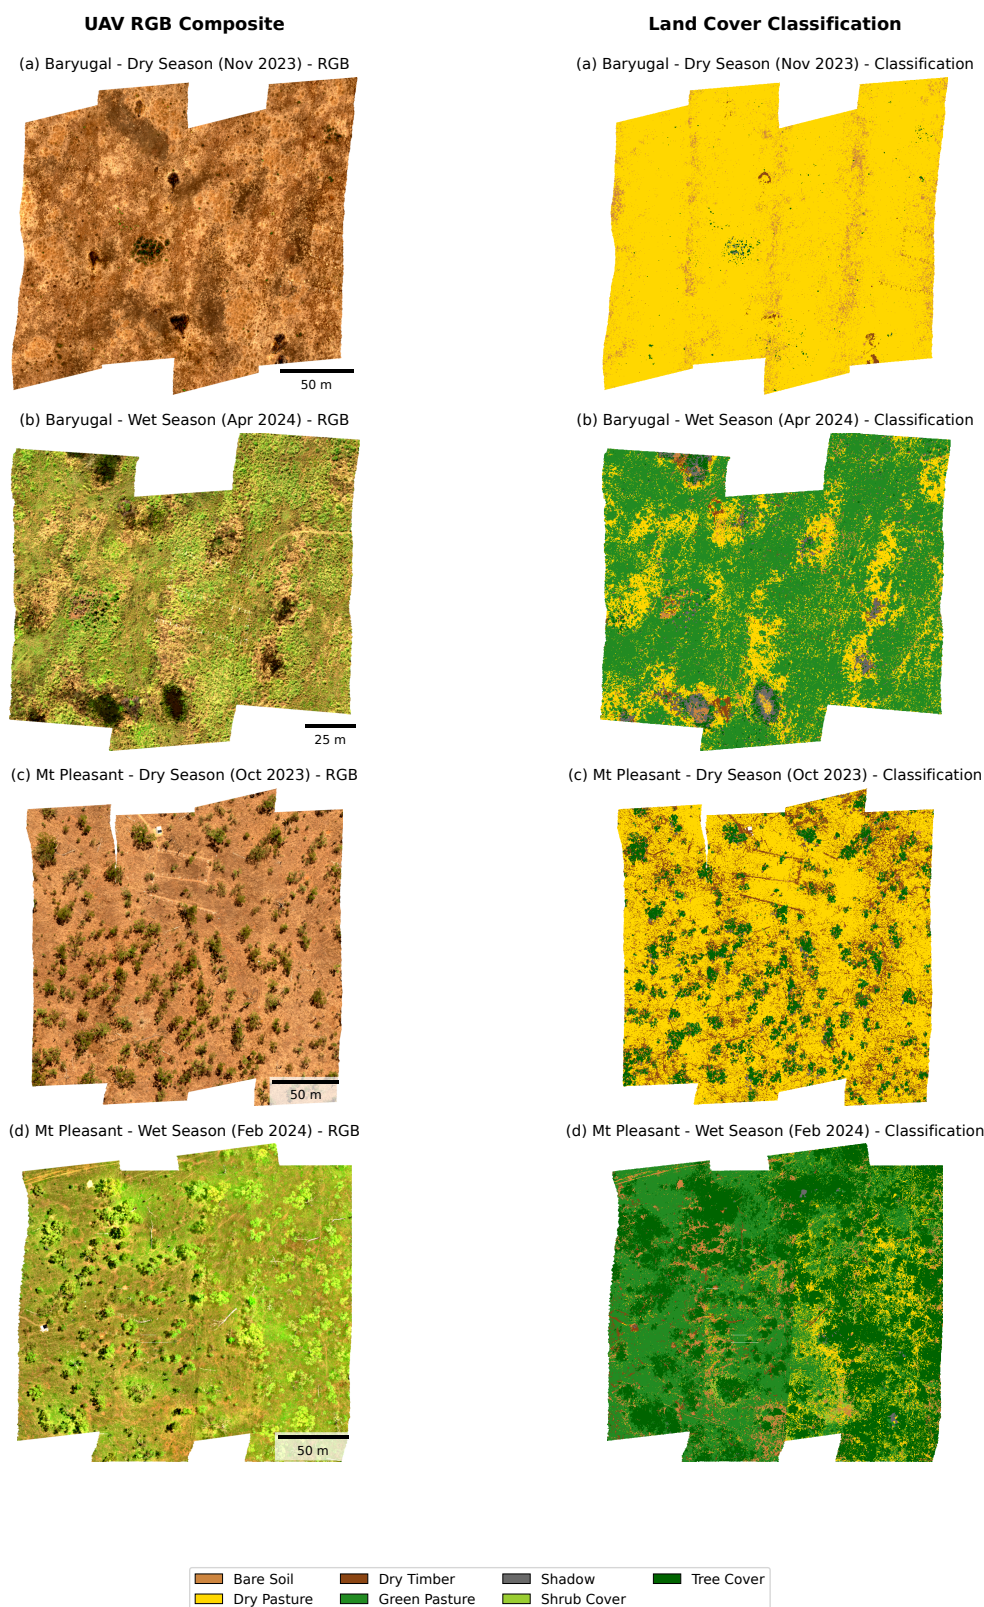 UAV RGB Composite
Land Cover Classification
(a) Baryugal - Dry Season (Nov 2023) - RGB
(a) Baryugal - Dry Season (Nov 2023) - Classification
50 m
(b) Baryugal - Wet Season (Apr 2024) - RGB
(b) Baryugal - Wet Season (Apr 2024) - Classification
25 m
(c) Mt Pleasant - Dry Season (Oct 2023) - RGB
(c) Mt Pleasant - Dry Season (Oct 2023) - Classification
50 m
(d) Mt Pleasant - Wet Season (Feb 2024) - RGB
(d) Mt Pleasant - Wet Season (Feb 2024) - Classification
50 m
Bare Soil Dry Timber Shadow Tree Cover
Dry Pasture Green Pasture Shrub Cover